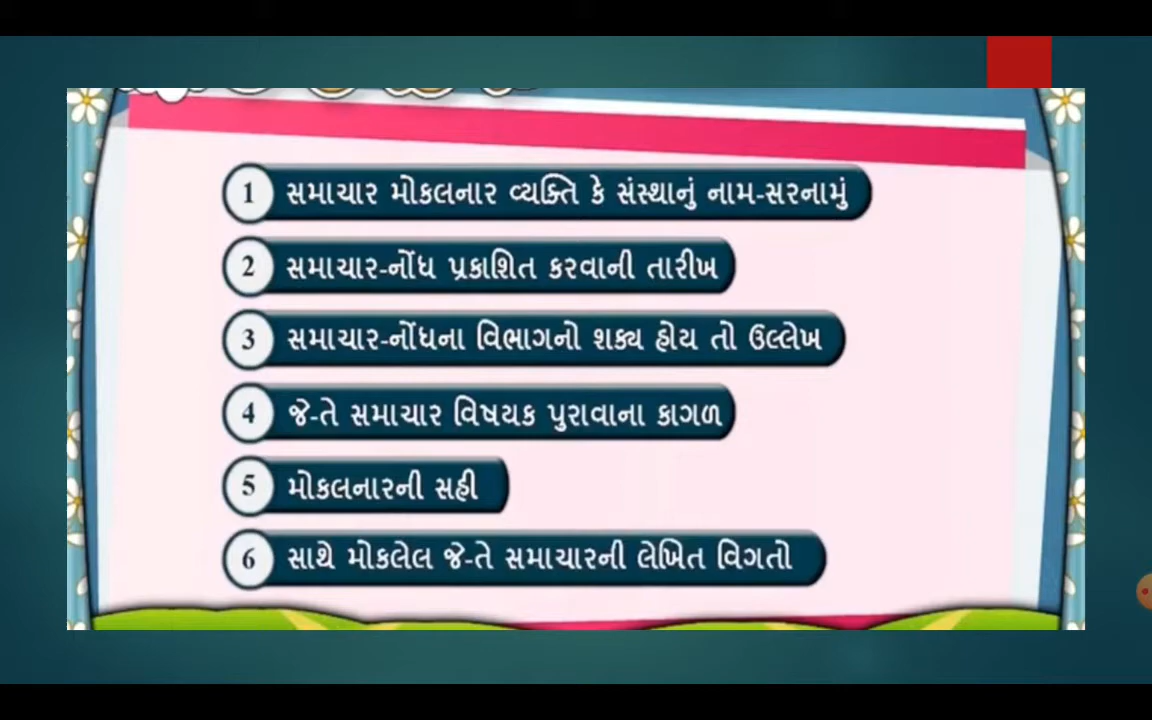 1 સમાચાર મોકલનાર વ્યક્તિ કે સંસ્થાનું નામ-સરનામું
2 સમાચાર-નોંધ પ્રકાશિત કરવાની તારીખ
3 સમાચાર-નોંધના વિભાગનો શક્ય હોય તો ઉલ્લેખ
4 જે-તે સમાચાર વિષયક પુરાવાના કાગળ
5 મોકલનારની સહી
6 સાથે મોકલેલ જે-તે સમાચારની લેખિત વિગતો